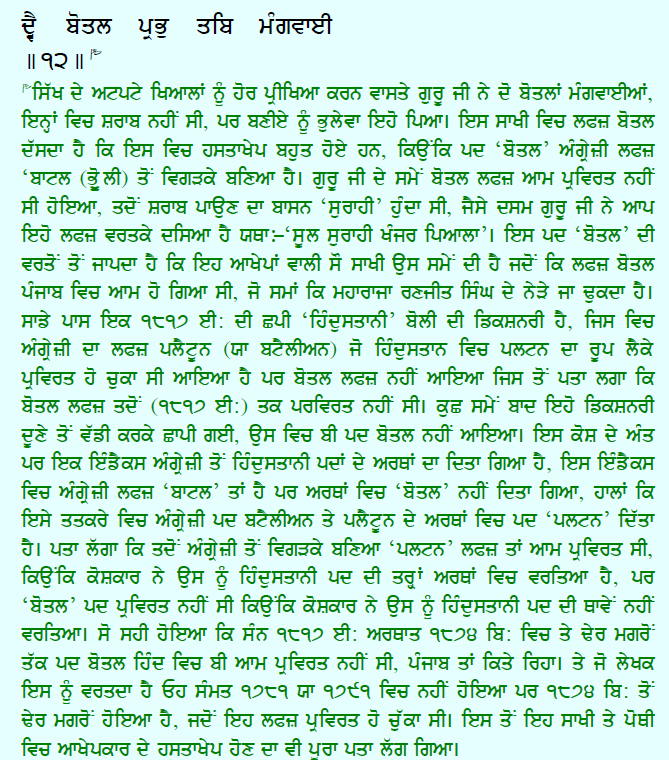 ਦ੍ਵੈ ਬੋਤਲ ਪ੍ਰਭੁ ਤਬਿ ਮੰਗਵਾਈ
॥੧੨॥
ਸਿੱਖ ਦੇ ਅਟਪਟੇ ਖਿਆਲਾਂ ਨੂੰ ਹੋਰ ਪ੍ਰੀਖਿਆ ਕਰਨ ਵਾਸਤੇ ਗੁਰੂ ਜੀ ਨੇ ਦੋ ਬੋਤਲਾਂ ਮੰਗਵਾਈਆਂ,
ਇਨ੍ਹਾਂ ਵਿਚ ਸ਼ਰਾਬ ਨਹੀਂ ਸੀ, ਪਰ ਬਣੀਏ ਨੂੰ ਭੁਲੇਵਾ ਇਹੋ ਪਿਆ। ਇਸ ਸਾਖੀ ਵਿਚ ਲਫਜ਼ ਬੋਤਲ
ਦੱਸਦਾ ਹੈ ਕਿ ਇਸ ਵਿਚ ਹਸਤਾਖੇਪ ਬਹੁਤ ਹੋਏ ਹਨ, ਕਿਉਂਕਿ ਪਦ ‘ਬੋਤਲ’ ਅੰਗ੍ਰੇਜ਼ੀ ਲਫਜ਼
‘ਬਾਟਲ (ਭ੍ਰੋਲੀ) ਤੋਂ ਵਿਗੜਕੇ ਬਣਿਆ ਹੈ। ਗੁਰੂ ਜੀ ਦੇ ਸਮੇਂ ਬੋਤਲ ਲਫਜ਼ ਆਮ ਪ੍ਰਵਿਰਤ ਨਹੀਂ
ਸੀ ਹੋਇਆ, ਤਦੋਂ ਸ਼ਰਾਬ ਪਾਉਣ ਦਾ ਬਾਸਨ ‘ਸੁਰਾਹੀ’ ਹੁੰਦਾ ਸੀ, ਜੈਸੇ ਦਸਮ ਗੁਰੂ ਜੀ ਨੇ ਆਪ
ਇਹੋ ਲਫਜ਼ ਵਰਤਕੇ ਦਸਿਆ ਹੈ ਯਥਾ:–‘ਸੂਲ ਸੁਰਾਹੀ ਖੰਜਰ ਪਿਆਲਾ’। ਇਸ ਪਦ ‘ਬੋਤਲ’ ਦੀ
ਵਰਤੋਂ ਤੋਂ ਜਾਪਦਾ ਹੈ ਕਿ ਇਹ ਆਖੇਪਾਂ ਵਾਲੀ ਸੌ ਸਾਖੀ ਉਸ ਸਮੇਂ ਦੀ ਹੈ ਜਦੋਂ ਕਿ ਲਫਜ਼ ਬੋਤਲ
ਪੰਜਾਬ ਵਿਚ ਆਮ ਹੋ ਗਿਆ ਸੀ, ਜੋ ਸਮਾਂ ਕਿ ਮਹਾਰਾਜਾ ਰਣਜੀਤ ਸਿੰਘ ਦੇ ਨੇੜੇ ਜਾ ਢੁਕਦਾ ਹੈ।
ਸਾਡੇ ਪਾਸ ਇਕ ੧੮੧੭ ਈ: ਦੀ ਛਪੀ ‘ਹਿੰਦੁਸਤਾਨੀ’ ਬੋਲੀ ਦੀ ਡਿਕਸ਼ਨਰੀ ਹੈ, ਜਿਸ ਵਿਚ
ਅੰਗ੍ਰੇਜ਼ੀ ਦਾ ਲਫਜ਼ ਪਲੈਟੂਨ (ਯਾ ਬਟੈਲੀਅਨ) ਜੋ ਹਿੰਦੁਸਤਾਨ ਵਿਚ ਪਲਟਨ ਦਾ ਰੂਪ ਲੈਕੇ
ਪ੍ਰਵਿਰਤ ਹੋ ਚੁਕਾ ਸੀ ਆਇਆ ਹੈ ਪਰ ਬੋਤਲ ਲਫਜ਼ ਨਹੀਂ ਆਇਆ ਜਿਸ ਤੋਂ ਪਤਾ ਲਗਾ ਕਿ
ਬੋਤਲ ਲਫਜ਼ ਤਦੋਂ (੧੮੧੭ ਈ:) ਤਕ ਪਰਵਿਰਤ ਨਹੀਂ ਸੀ। ਕੁਛ ਸਮੇਂ ਬਾਦ ਇਹੋ ਡਿਕਸ਼ਨਰੀ
ਦੂਣੇ ਤੋਂ ਵੱਡੀ ਕਰਕੇ ਛਾਪੀ ਗਈ, ਉਸ ਵਿਚ ਬੀ ਪਦ ਬੋਤਲ ਨਹੀਂ ਆਇਆ। ਇਸ ਕੋਸ਼ ਦੇ ਅੰਤ
ਪਰ ਇਕ ਇੰਡੈਕਸ ਅੰਗ੍ਰੇਜ਼ੀ ਤੋਂ ਹਿੰਦੁਸਤਾਨੀ ਪਦਾਂ ਦੇ ਅਰਥਾਂ ਦਾ ਦਿਤਾ ਗਿਆ ਹੈ, ਇਸ ਇੰਡੈਕਸ
ਵਿਚ ਅੰਗ੍ਰੇਜ਼ੀ ਲਫਜ਼ ‘ਬਾਟਲ’ ਤਾਂ ਹੈ ਪਰ ਅਰਥਾਂ ਵਿਚ ‘ਬੋਤਲ’ ਨਹੀਂ ਦਿਤਾ ਗਿਆ, ਹਾਲਾਂ ਕਿ
ਇਸੇ ਤਤਕਰੇ ਵਿਚ ਅੰਗ੍ਰੇਜ਼ੀ ਪਦ ਬਟੈਲੀਅਨ ਤੇ ਪਲੈਟੂਨ ਦੇ ਅਰਥਾਂ ਵਿਚ ਪਦ ‘ਪਲਟਨ’ ਦਿੱਤਾ
ਹੈ। ਪਤਾ ਲੱਗਾ ਕਿ ਤਦੋਂ ਅੰਗ੍ਰੇਜ਼ੀ ਤੋਂ ਵਿਗੜਕੇ ਬਣਿਆ ‘ਪਲਟਨ’ ਲਫਜ਼ ਤਾਂ ਆਮ ਪ੍ਰਵਿਰਤ ਸੀ,
ਕਿਉਂਕਿ ਕੋਸ਼ਕਾਰ ਨੇ ਉਸ ਨੂੰ ਹਿੰਦੁਸਤਾਨੀ ਪਦ ਦੀ ਤਰ੍ਹਾਂ ਅਰਥਾਂ ਵਿਚ ਵਰਤਿਆ ਹੈ, ਪਰ
‘ਬੋਤਲ’ ਪਦ ਪ੍ਰਵਿਰਤ ਨਹੀਂ ਸੀ ਕਿਉਂਕਿ ਕੋਸ਼ਕਾਰ ਨੇ ਉਸ ਨੂੰ ਹਿੰਦੁਸਤਾਨੀ ਪਦ ਦੀ ਥਾਵੇਂ ਨਹੀਂ
ਵਰਤਿਆ। ਸੋ ਸਹੀ ਹੋਇਆ ਕਿ ਸੰਨ ੧੮੧੭ ਈ: ਅਰਥਾਤ ੧੮੭੪ ਬਿ: ਵਿਚ ਤੇ ਢੇਰ ਮਗਰੋਂ
ਤੱਕ ਪਦ ਬੋਤਲ ਹਿੰਦ ਵਿਚ ਬੀ ਆਮ ਪ੍ਰਵਿਰਤ ਨਹੀਂ ਸੀ, ਪੰਜਾਬ ਤਾਂ ਕਿਤੇ ਰਿਹਾ। ਤੇ ਜੋ ਲੇਖਕ
ਇਸ ਨੂੰ ਵਰਤਦਾ ਹੈ ਓਹ ਸੰਮਤ ੧੭੮੧ ਯਾ ੧੭੯੧ ਵਿਚ ਨਹੀਂ ਹੋਇਆ ਪਰ ੧੮੭੪ ਬਿ: ਤੋਂ
ਢੇਰ ਮਗਰੋਂ ਹੋਇਆ ਹੈ, ਜਦੋਂ ਇਹ ਲਫਜ਼ ਪ੍ਰਵਿਰਤ ਹੋ ਚੁੱਕਾ ਸੀ। ਇਸ ਤੋਂ ਇਹ ਸਾਖੀ ਤੇ ਪੋਥੀ
ਵਿਚ ਆਖੇਪਕਾਰ ਦੇ ਹਸਤਾਖੇਪ ਹੋਣ ਦਾ ਵੀ ਪੂਰਾ ਪਤਾ ਲੱਗ ਗਿਆ।